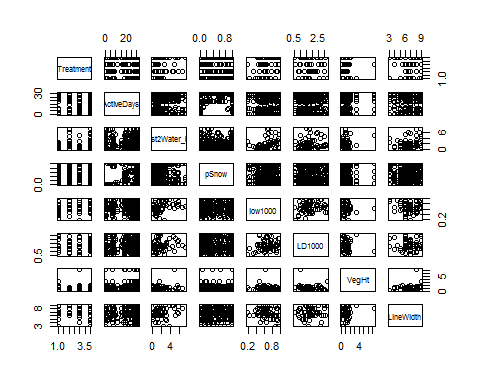 0 20 0.0 0.8 0.5 2.5 3 6 9
Treatment 1.0
30 0 ActiveDays
st2Water_ 6 0
0.0 pSnow
low1000 0.2
0.5 LD1000
VegHt 5 0
8 3 LineWidth
1.0 3.5 0 4 0.2 0.8 0 4